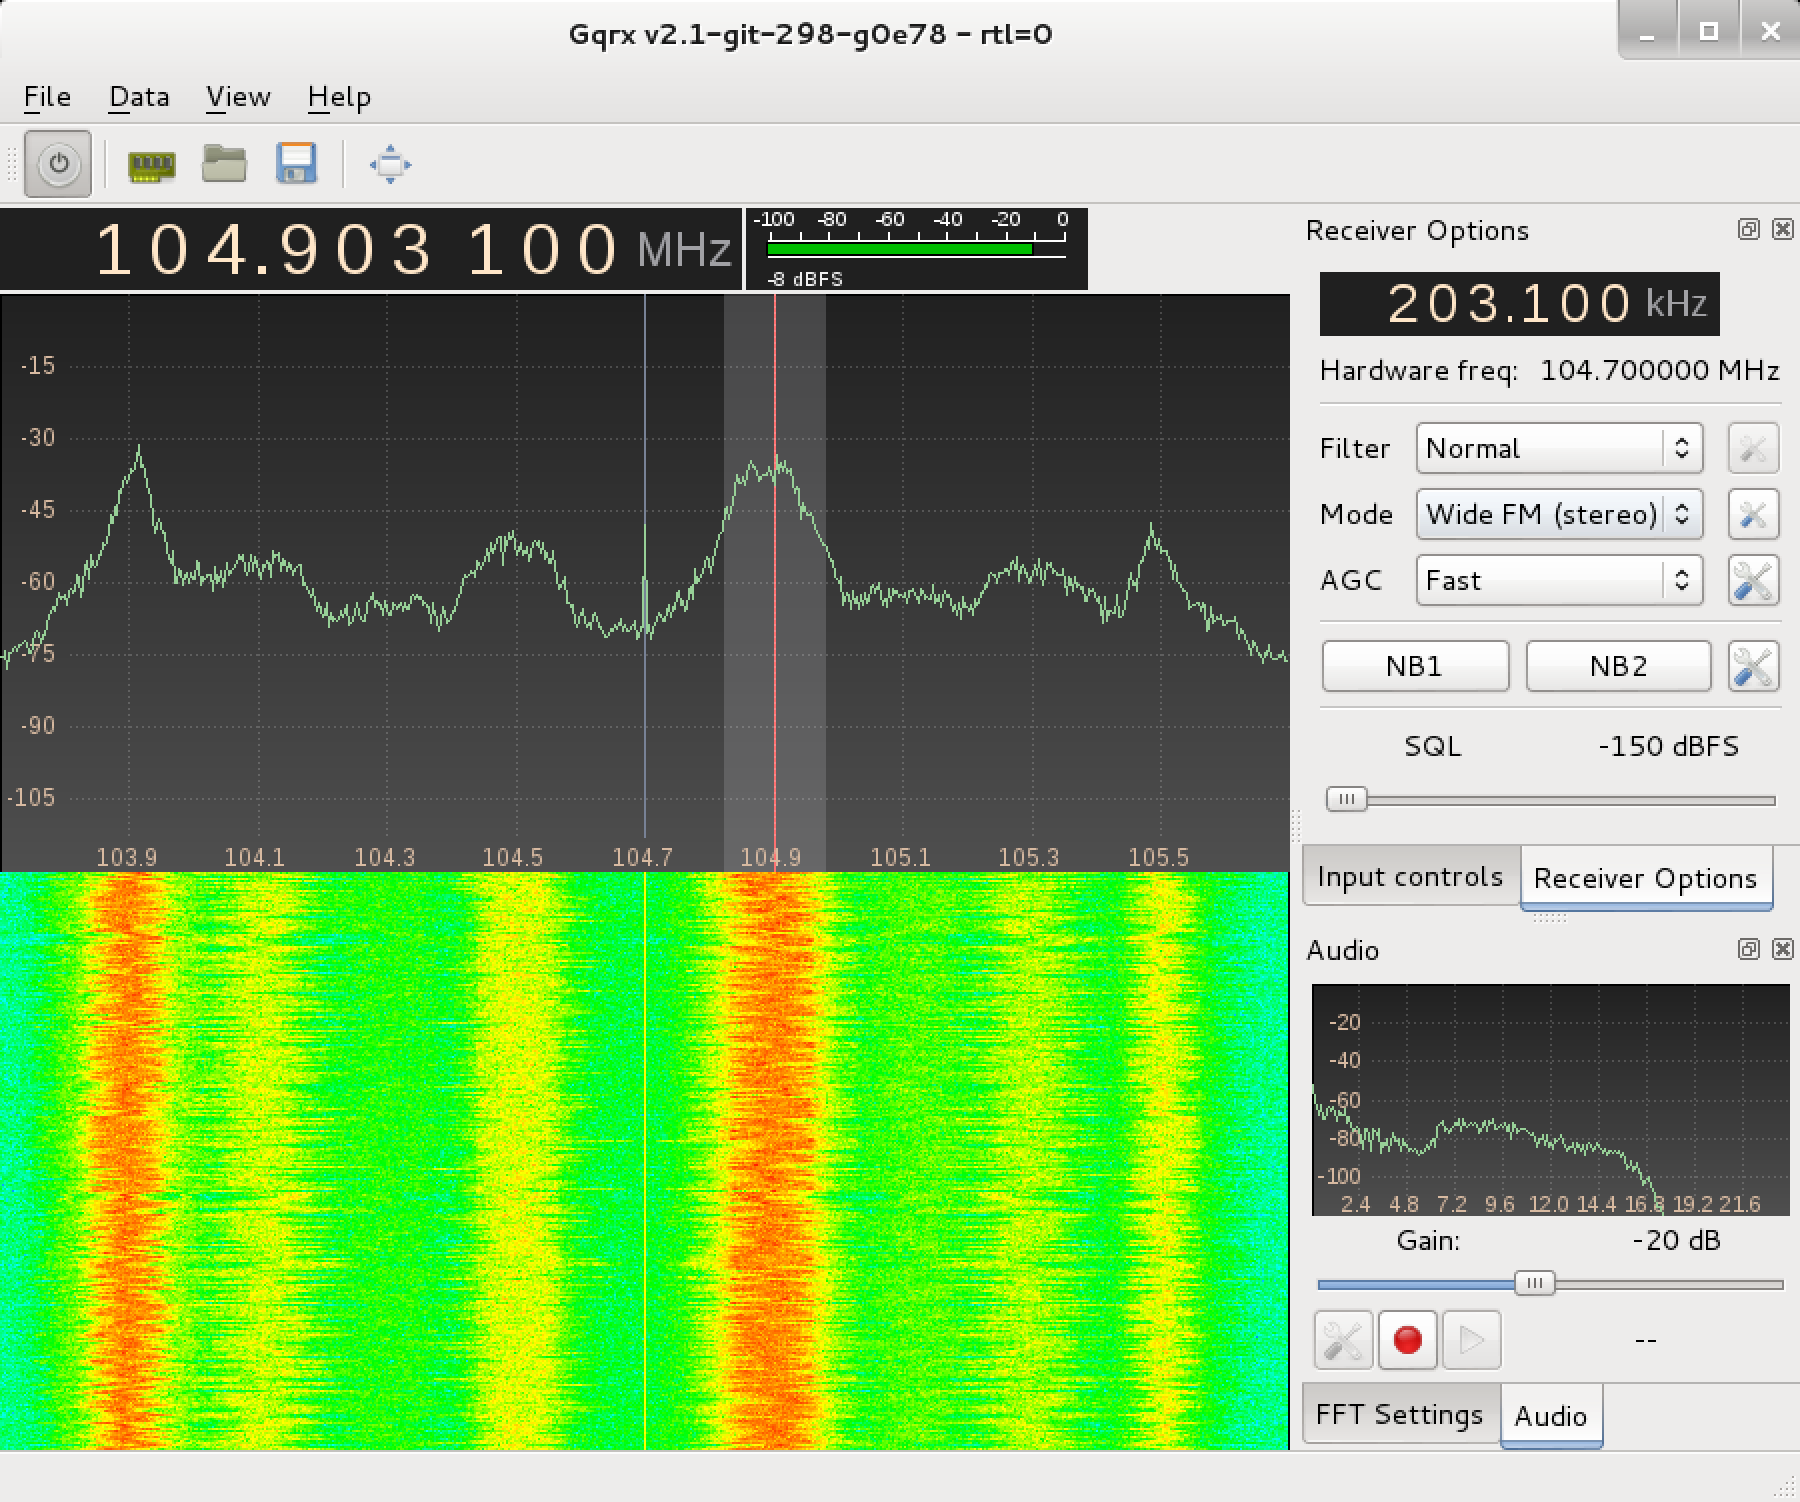 Gqrx v2.1-git-298-g0e78 - rtl=0
File Data View Help
104.903 100 MHz
-100 -80 -60 -40 -20 0
-8 dBFS
-15
-30
-45
-60
-75
-90
-105
103.9 104.1 104.3 104.5 104.7 104.9 105.1 105.3 105.5
Receiver Options
203.100 kHz
Hardware freq: 104.700000 MHz
Filter Normal
Mode Wide FM (stereo)
AGC Fast
NB1 NB2
SQL -150 dBFS
Input controls Receiver Options
Audio
-20
-40
-60
-80
-100
2.4 4.8 7.2 9.6 12.0 14.4 16.8 19.2 21.6
Gain: -20 dB
--
FFT Settings Audio